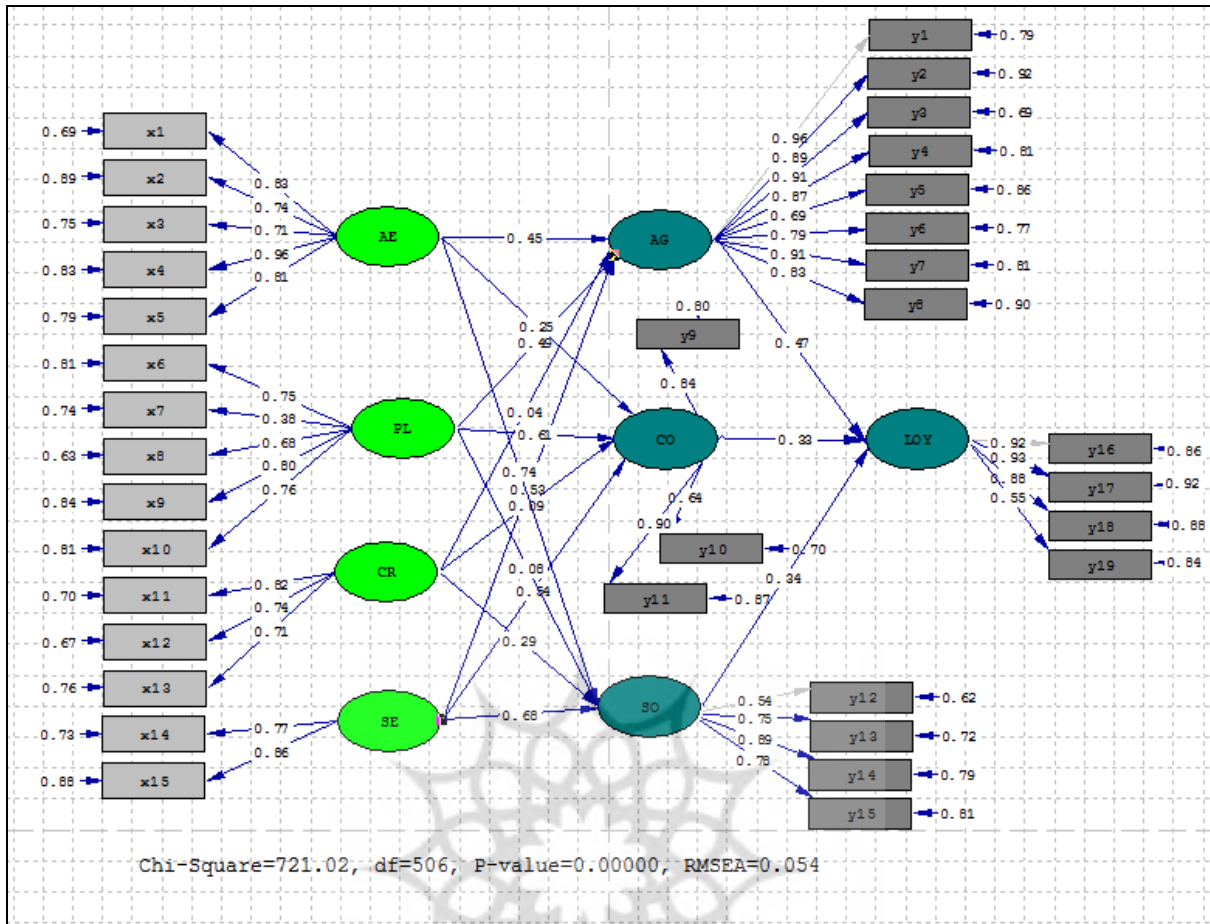 0.69 x1
0.89 x2
0.75 x3
0.83 x4
0.79 x5
0.81 x6
0.74 x7
0.63 x8
0.84 x9
0.81 x10
0.70 x11
0.67 x12
0.76 x13
0.73 x14
0.88 x15
0.83
0.74
0.71
0.96
0.81
0.75
0.38
0.68
0.80
0.76
0.82
0.74
0.71
0.77
0.86
AE
PL
CR
SE
0.45
0.25
0.49
0.04
0.61
0.74
0.53
0.09
0.08
0.54
0.29
0.68
AG
CO
SO
0.96
0.89
0.91
0.87
0.69
0.79
0.91
0.83
y1 0.79
y2 0.92
y3 0.69
y4 0.81
y5 0.86
y6 0.77
y7 0.81
y8 0.90
0.80
y9
0.84
0.64
0.90
y10 0.70
y11 0.87
0.47
0.33
0.34
LOY
0.92
0.93
0.88
0.55
y16 0.86
y17 0.92
y18 0.88
y19 0.84
0.54
0.75
0.89
0.78
y12 0.62
y13 0.72
y14 0.79
y15 0.81
Chi-Square=721.02, df=506, P-value=0.00000, RMSEA=0.054